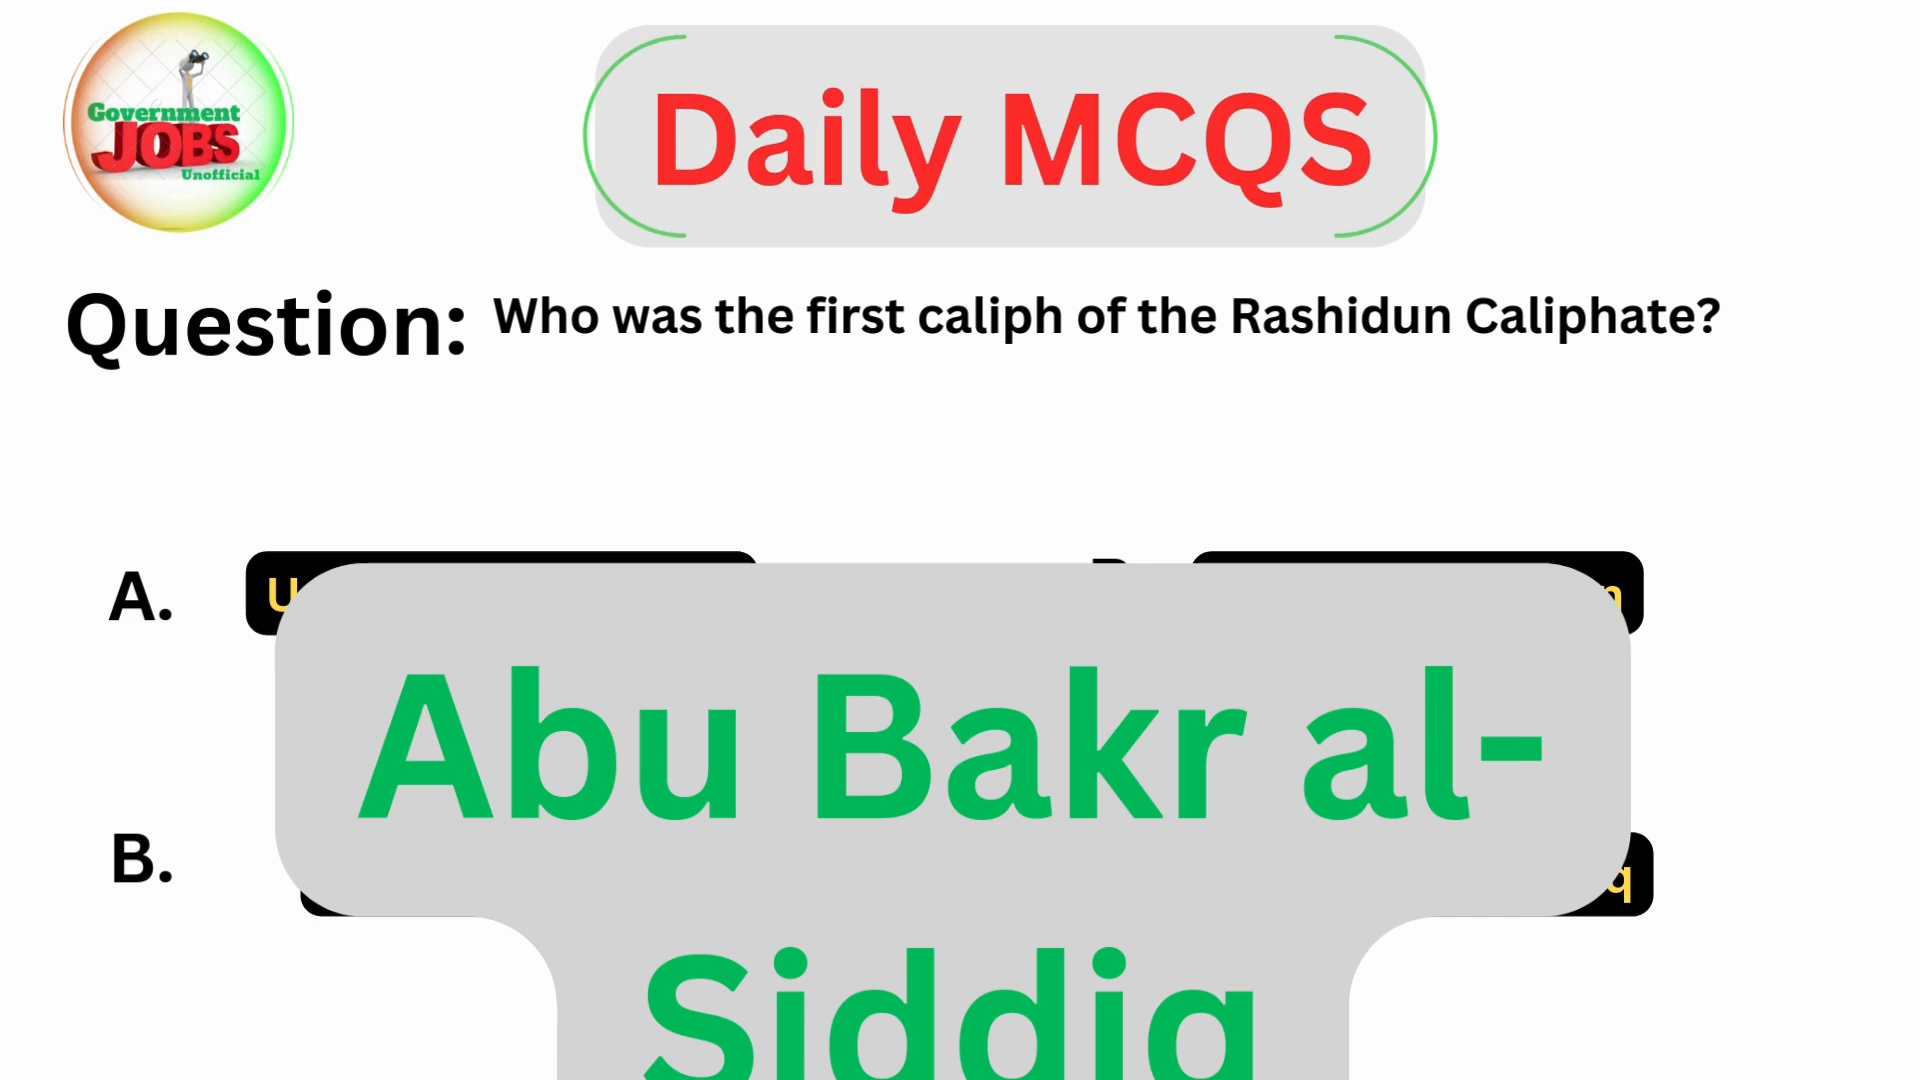 Government
JOBS
Unofficial
Daily MCQS
Question: Who was the first caliph of the Rashidun Caliphate?
A.
B.
Abu Bakr al-
Siddiq